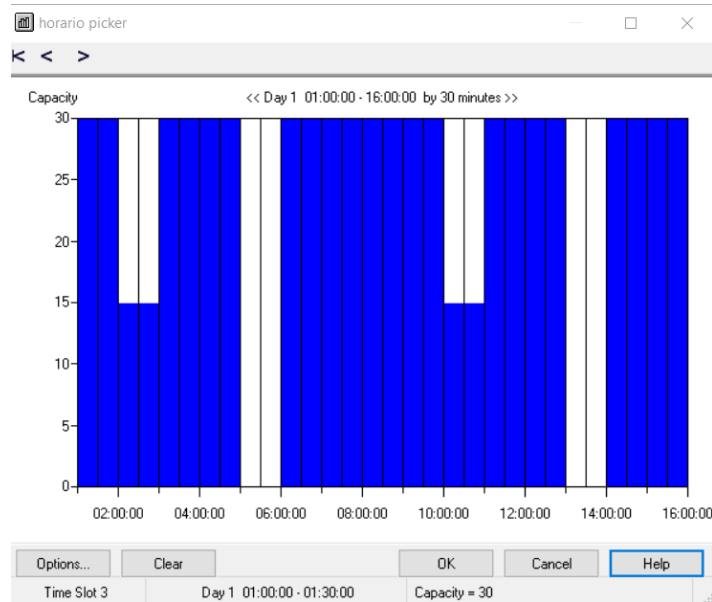 horario picker
Capacity
<< Day 1 01:00:00 - 16:00:00 by 30 minutes >>
30
25
20
15
10
5
0
02:00:00 04:00:00 06:00:00 08:00:00 10:00:00 12:00:00 14:00:00 16:00:00
Options... Clear OK Cancel Help
Time Slot 3 Day 1 01:00:00 - 01:30:00 Capacity = 30